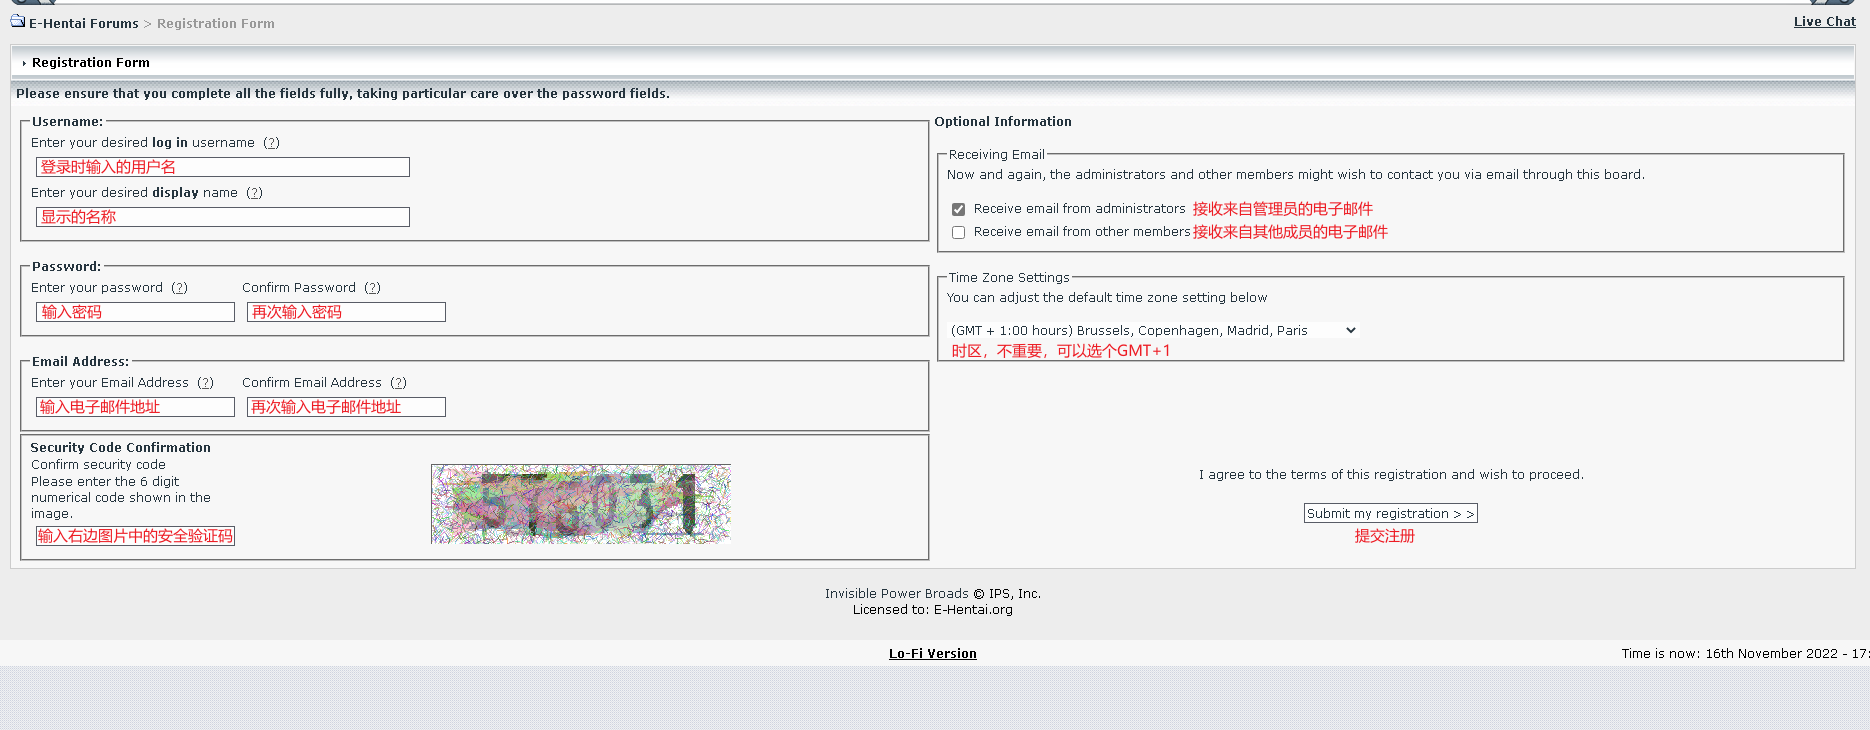 E-Hentai Forums > Registration Form
Live Chat
Registration Form
Please ensure that you complete all the fields fully, taking particular care over the password fields.
Username:
Enter your desired log in username (?)
登录时输入的用户名
Enter your desired display name (?)
显示的名称
Password:
Enter your password (?) Confirm Password (?)
输入密码 再次输入密码
Email Address:
Enter your Email Address (?) Confirm Email Address (?)
输入电子邮件地址 再次输入电子邮件地址
Security Code Confirmation
Confirm security code
Please enter the 6 digit
numerical code shown in the
image.
输入右边图片中的安全验证码
Optional Information
Receiving Email
Now and again, the administrators and other members might wish to contact you via email through this board.
Receive email from administrators 接收来自管理员的电子邮件
Receive email from other members 接收来自其他成员的电子邮件
Time Zone Settings
You can adjust the default time zone setting below
(GMT + 1:00 hours) Brussels, Copenhagen, Madrid, Paris
时区，不重要，可以选个GMT+1
I agree to the terms of this registration and wish to proceed.
Submit my registration > >
提交注册
Invisible Power Broads © IPS, Inc.
Licensed to: E-Hentai.org
Lo-Fi Version
Time is now: 16th November 2022 - 17: